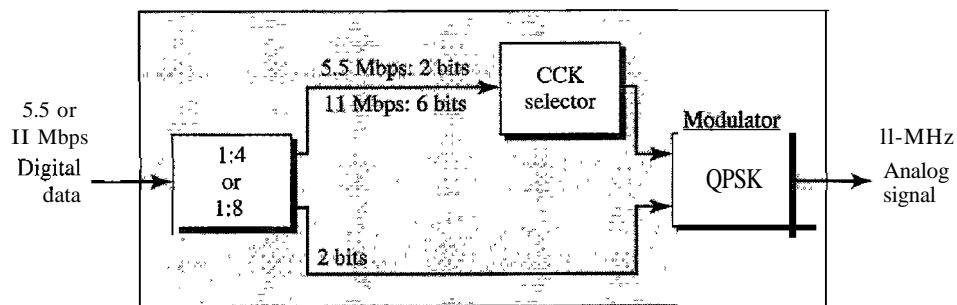 5.5 or
II Mbps
Digital
data
1:4
or
1:8
5.5 Mbps: 2 bits
11 Mbps: 6 bits
CCK
selector
2 bits
Modulator
QPSK
ll-MHz
Analog
signal